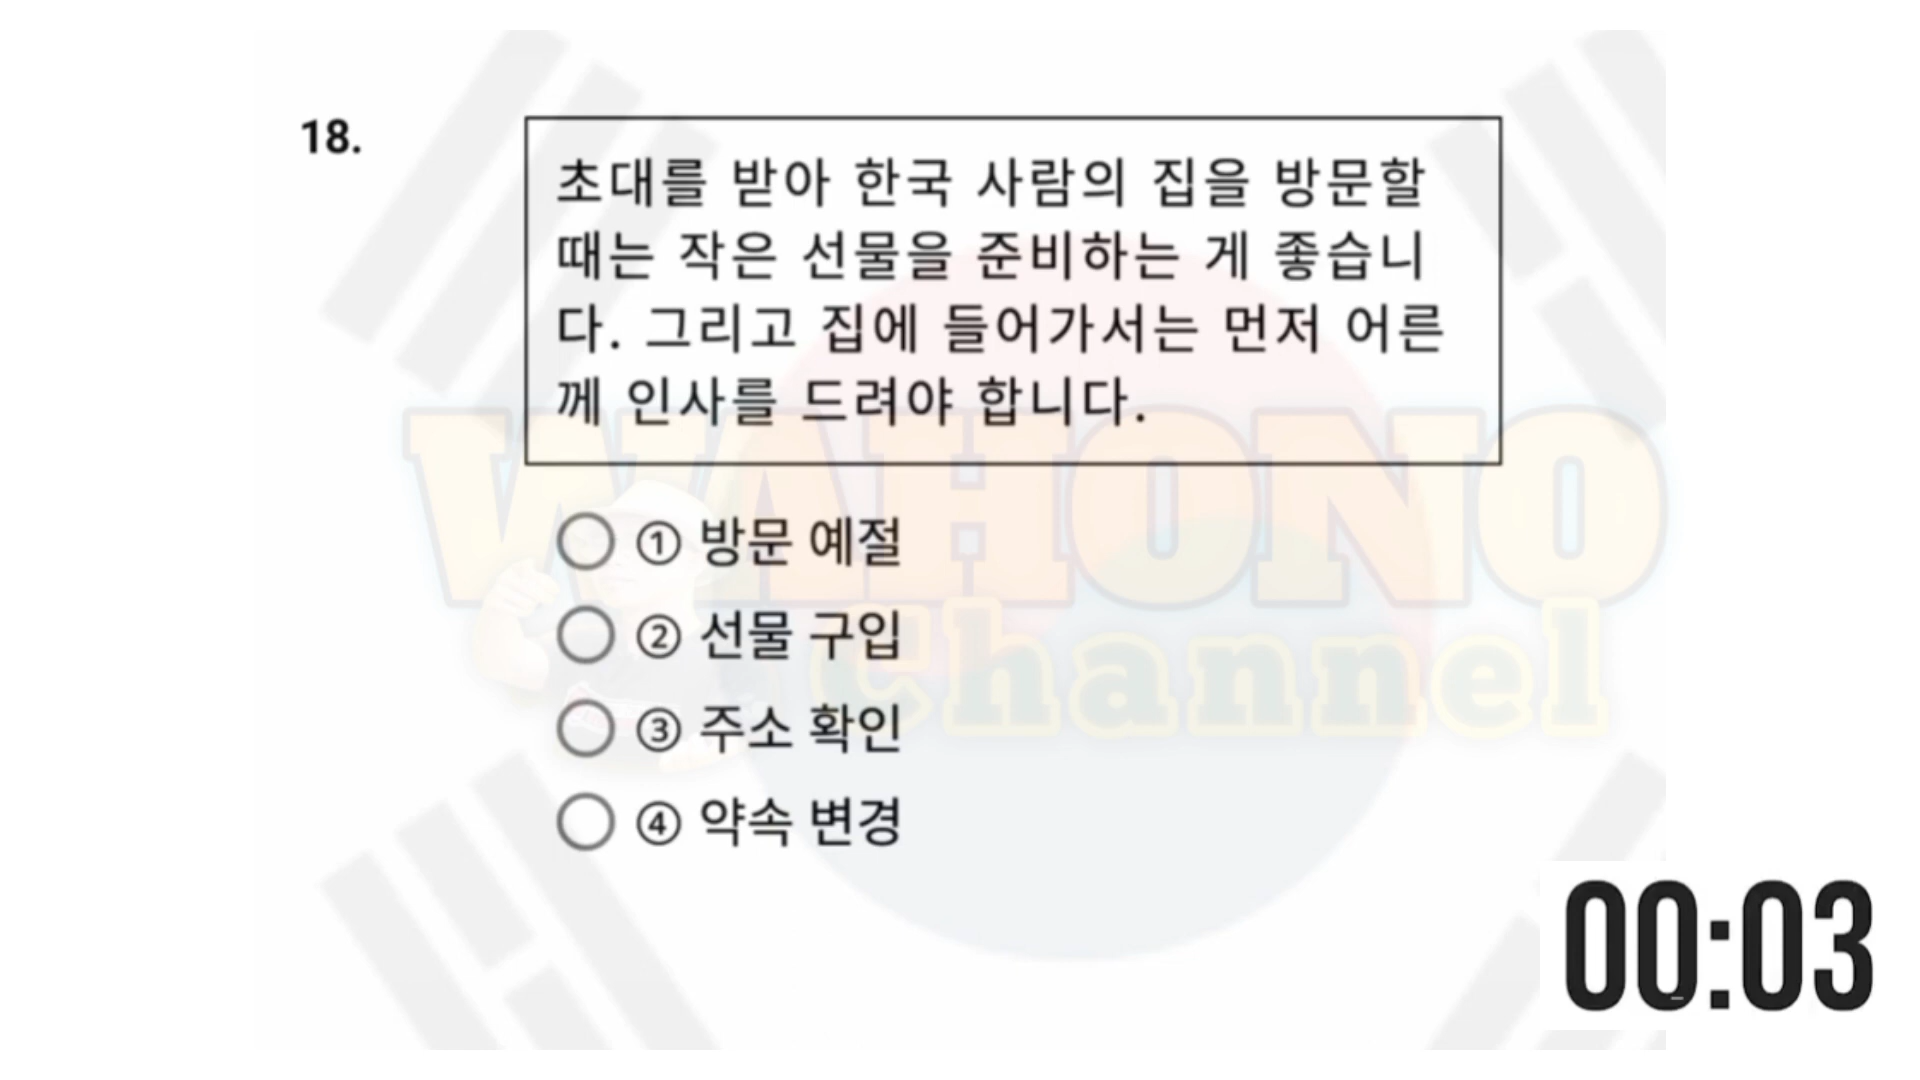 18.
초대를 받아 한국 사람의 집을 방문할
때는 작은 선물을 준비하는 게 좋습니
다. 그리고 집에 들어가서는 먼저 어른
께 인사를 드려야 합니다.
① 방문 예절
② 선물 구입
③ 주소 확인
④ 약속 변경
WAHONO
Channel
00:03